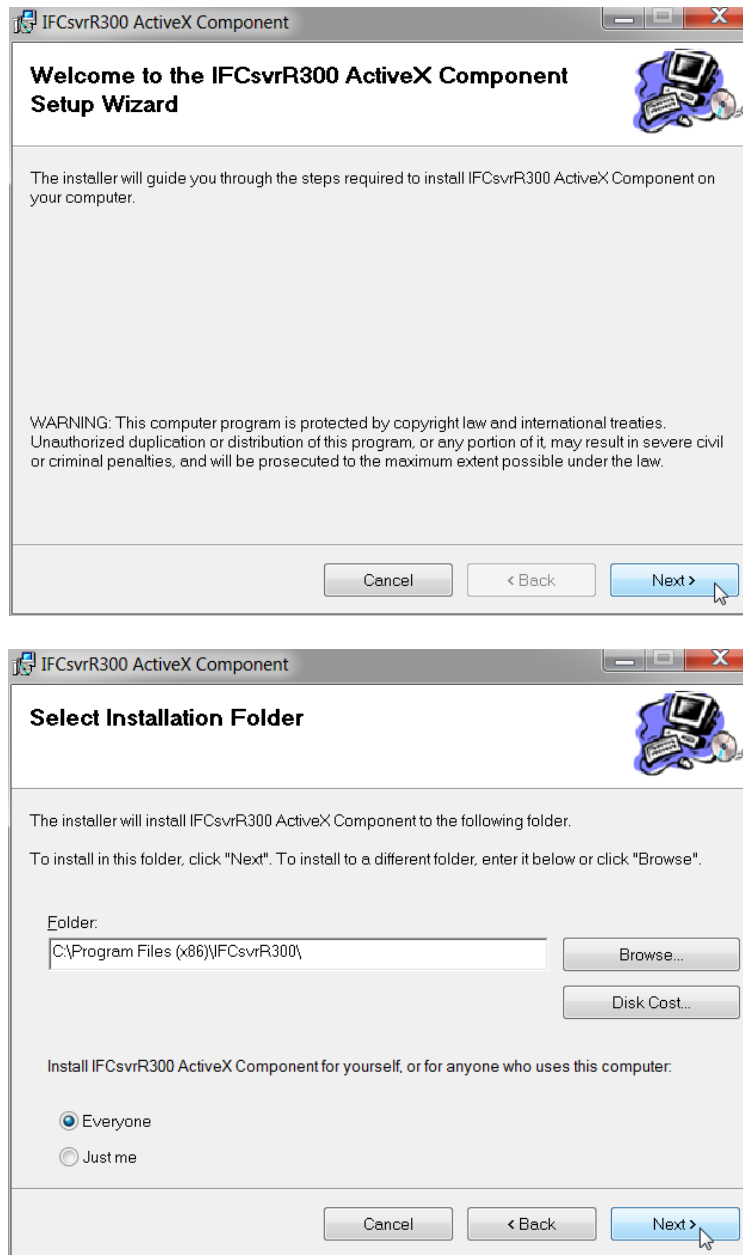 IFCsvrR300 ActiveX Component
Welcome to the IFCsvrR300 ActiveX Component
Setup Wizard
The installer will guide you through the steps required to install IFCsvrR300 ActiveX Component on
your computer.
WARNING: This computer program is protected by copyright law and international treaties.
Unauthorized duplication or distribution of this program, or any portion of it, may result in severe civil
or criminal penalties, and will be prosecuted to the maximum extent possible under the law.
Cancel < Back Next >
IFCsvrR300 ActiveX Component
Select Installation Folder
The installer will install IFCsvrR300 ActiveX Component to the following folder.
To install in this folder, click "Next". To install to a different folder, enter it below or click "Browse".
Folder:
C:\Program Files (x86)\IFCsvrR300\ Browse...
Disk Cost...
Install IFCsvrR300 ActiveX Component for yourself, or for anyone who uses this computer:
Everyone
Just me
Cancel < Back Next >